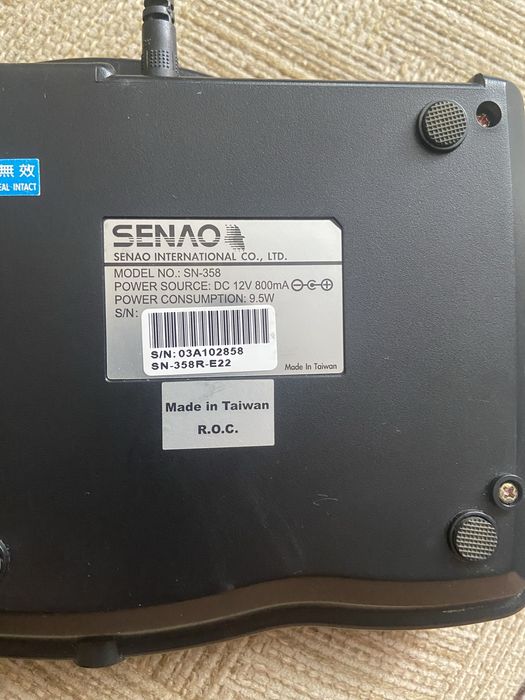 無效
EAL INTACT
SENAO
SENAO INTERNATIONAL CO., LTD.
MODEL NO.: SN-358
POWER SOURCE: DC 12V 800mA
POWER CONSUMPTION: 9.5W
S/N:
S/N: 03A102858
SN-358R-E22
Made In Taiwan
Made in Taiwan
R.O.C.